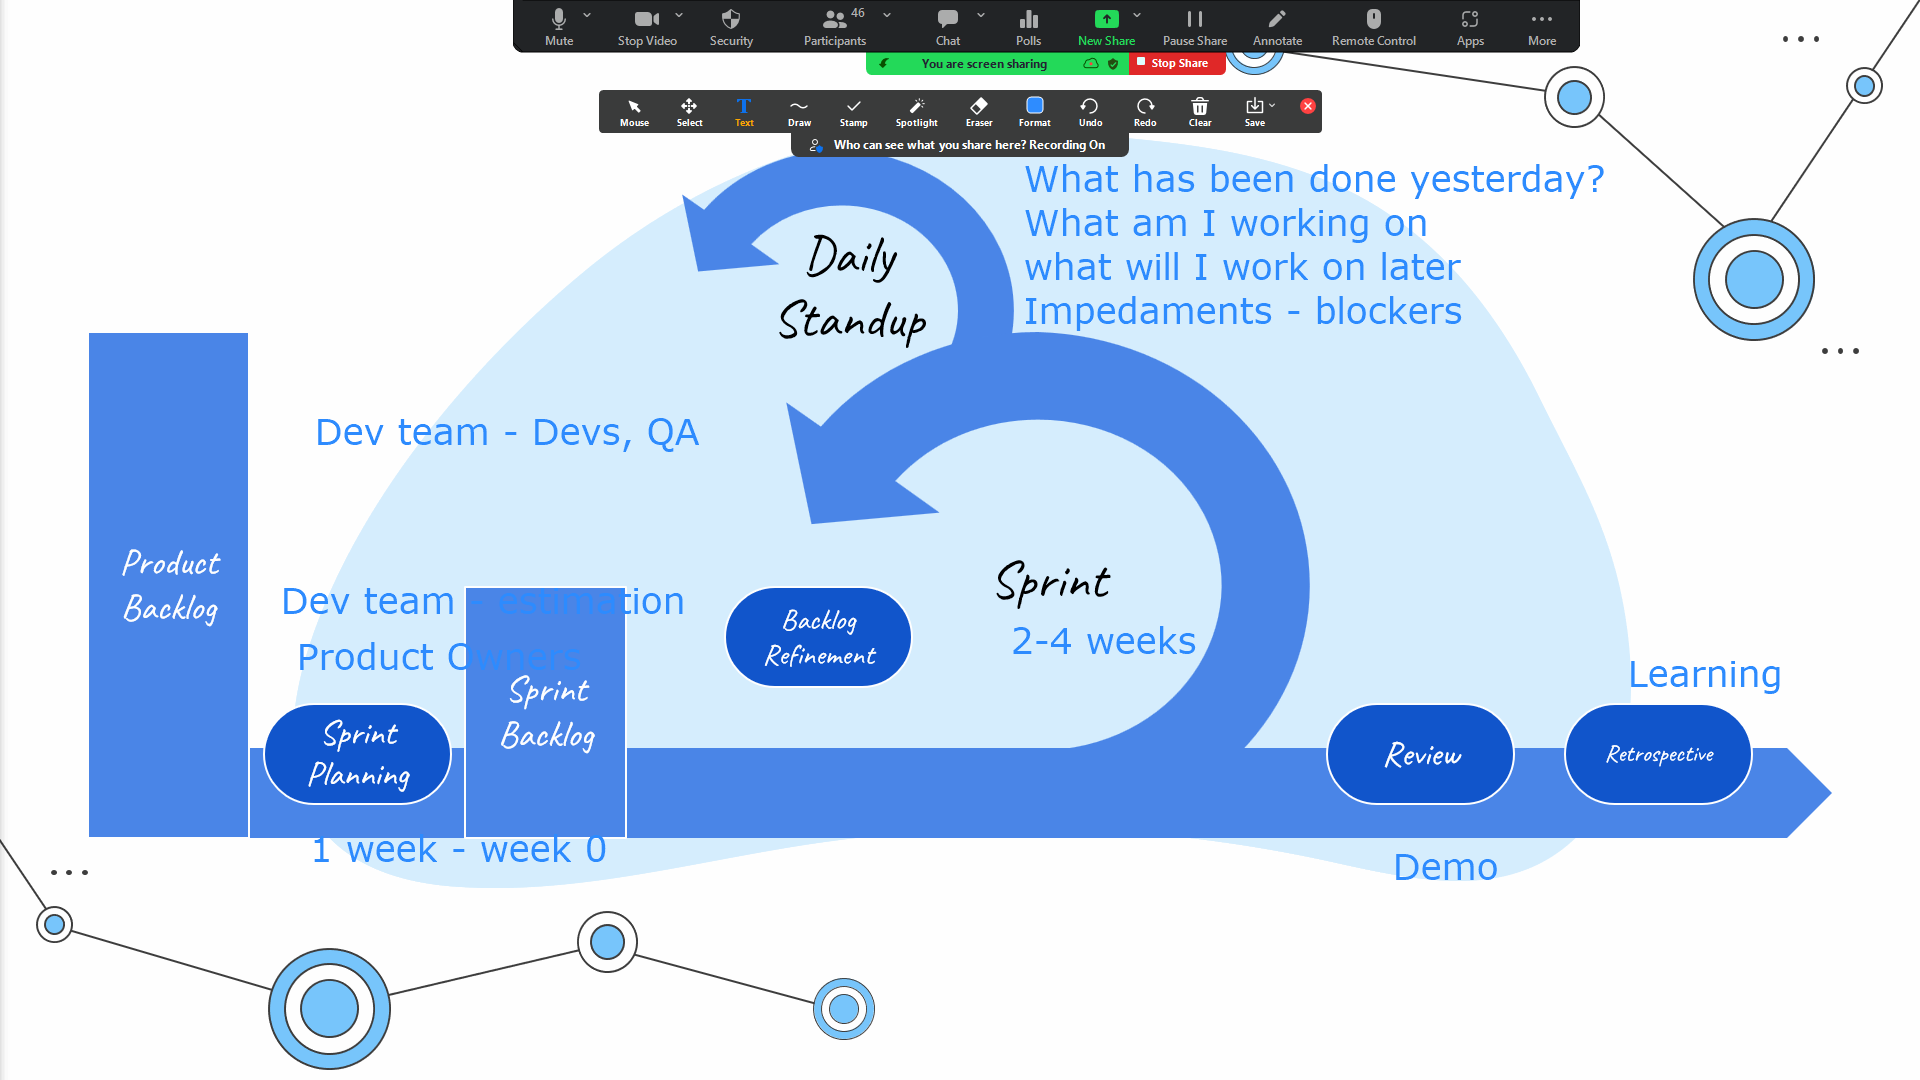 Mute
Stop Video
Security
46
Participants
Chat
Polls
New Share
Pause Share
Annotate
Remote Control
Apps
More
You are screen sharing
Stop Share
Mouse
Select
T
Text
Draw
Stamp
Spotlight
Eraser
Format
Undo
Redo
Clear
Save
Who can see what you share here? Recording On
What has been done yesterday?
What am I working on
what will I work on later
Impedaments - blockers
Daily
Standup
Dev team - Devs, QA
Product
Backlog
Dev team - estimation
Product Owners
Sprint
Backlog
Sprint
Planning
1 week - week 0
Backlog
Refinement
Sprint
2-4 weeks
Learning
Review
Retrospective
Demo